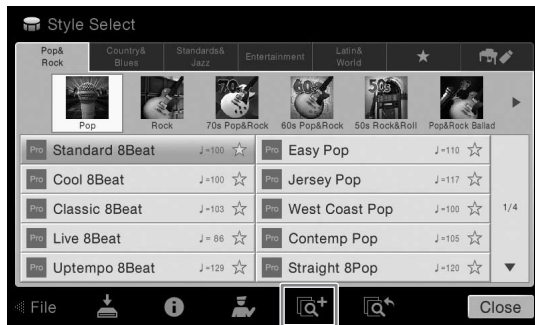 Style Select
Pop& Rock
Country& Blues
Standards& Jazz
Entertainment
Latin& World
Pop
Rock
70s Pop&Rock
60s Pop&Rock
50s Rock&Roll
Pop&Rock Ballad
Pro Standard 8Beat ♩=100
Pro Easy Pop ♩=110
Pro Cool 8Beat ♩=100
Pro Jersey Pop ♩=117
Pro Classic 8Beat ♩=103
Pro West Coast Pop ♩=100
1/4
Pro Live 8Beat ♩= 86
Pro Contemp Pop ♩=105
Pro Uptempo 8Beat ♩=129
Pro Straight 8Pop ♩=120
File
Close